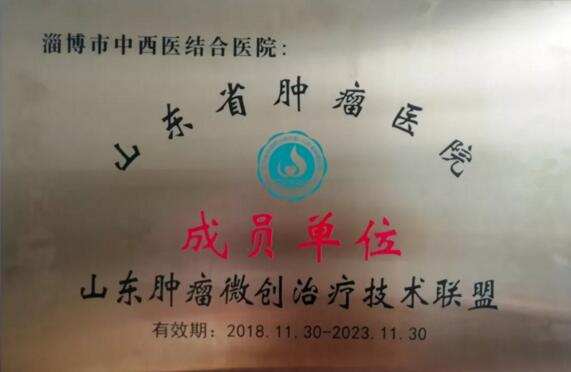 淄博市中西医结合医院：
山东省肿瘤医院
成员单位
山东肿瘤微创治疗技术联盟
有效期：2018.11.30-2023.11.30